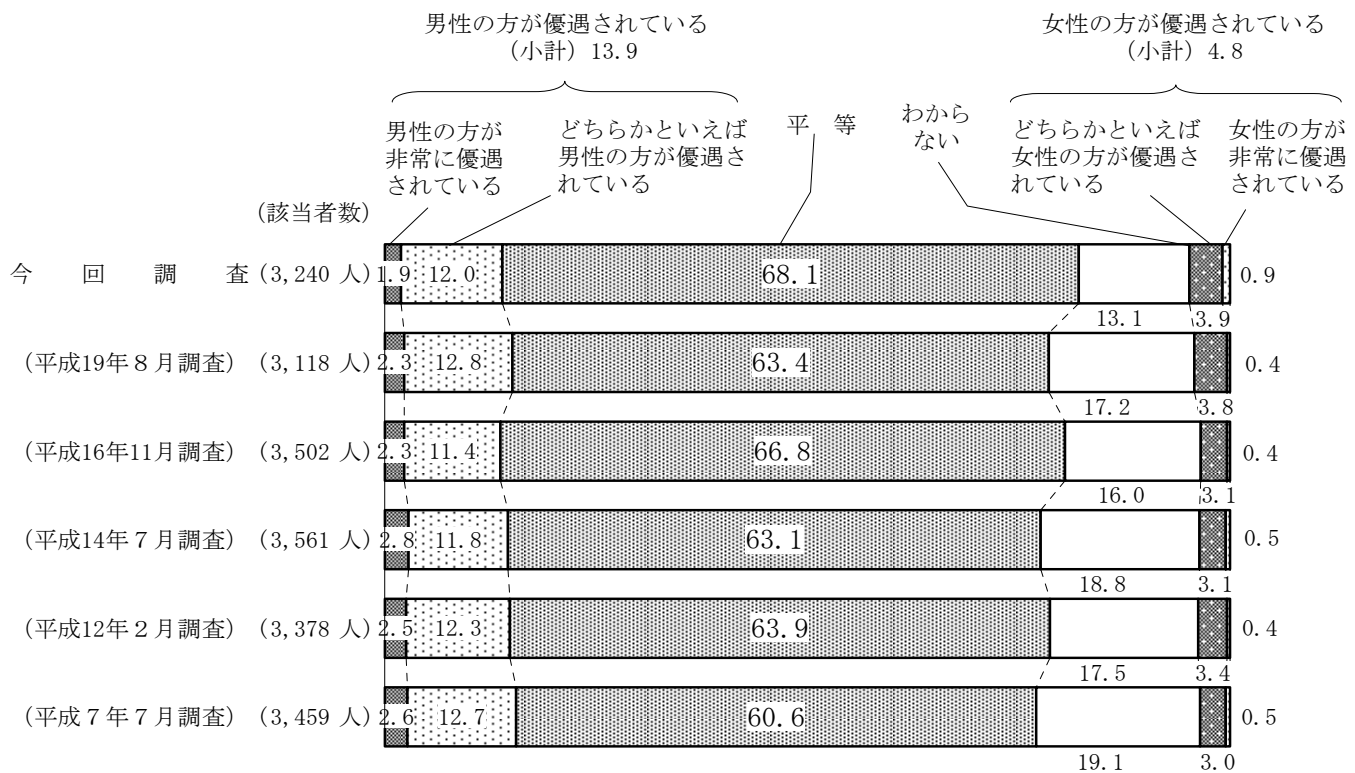 男性の方が優遇されている
(小計) 13.9
女性の方が優遇されている
(小計) 4.8
男性の方が
非常に優遇
されている
どちらかといえば
男性の方が優遇さ
れている
平 等
わから
ない
どちらかといえば
女性の方が優遇さ
れている
女性の方が
非常に優遇
されている
(該当者数)
今 回 調 査 (3,240 人) 1.9 12.0 68.1 0.9
13.1 3.9
(平成19年8月調査) (3,118 人) 2.3 12.8 63.4 0.4
17.2 3.8
(平成16年11月調査) (3,502 人) 2.3 11.4 66.8 0.4
16.0 3.1
(平成14年7月調査) (3,561 人) 2.8 11.8 63.1 0.5
18.8 3.1
(平成12年2月調査) (3,378 人) 2.5 12.3 63.9 0.4
17.5 3.4
(平成7年7月調査) (3,459 人) 2.6 12.7 60.6 0.5
19.1 3.0